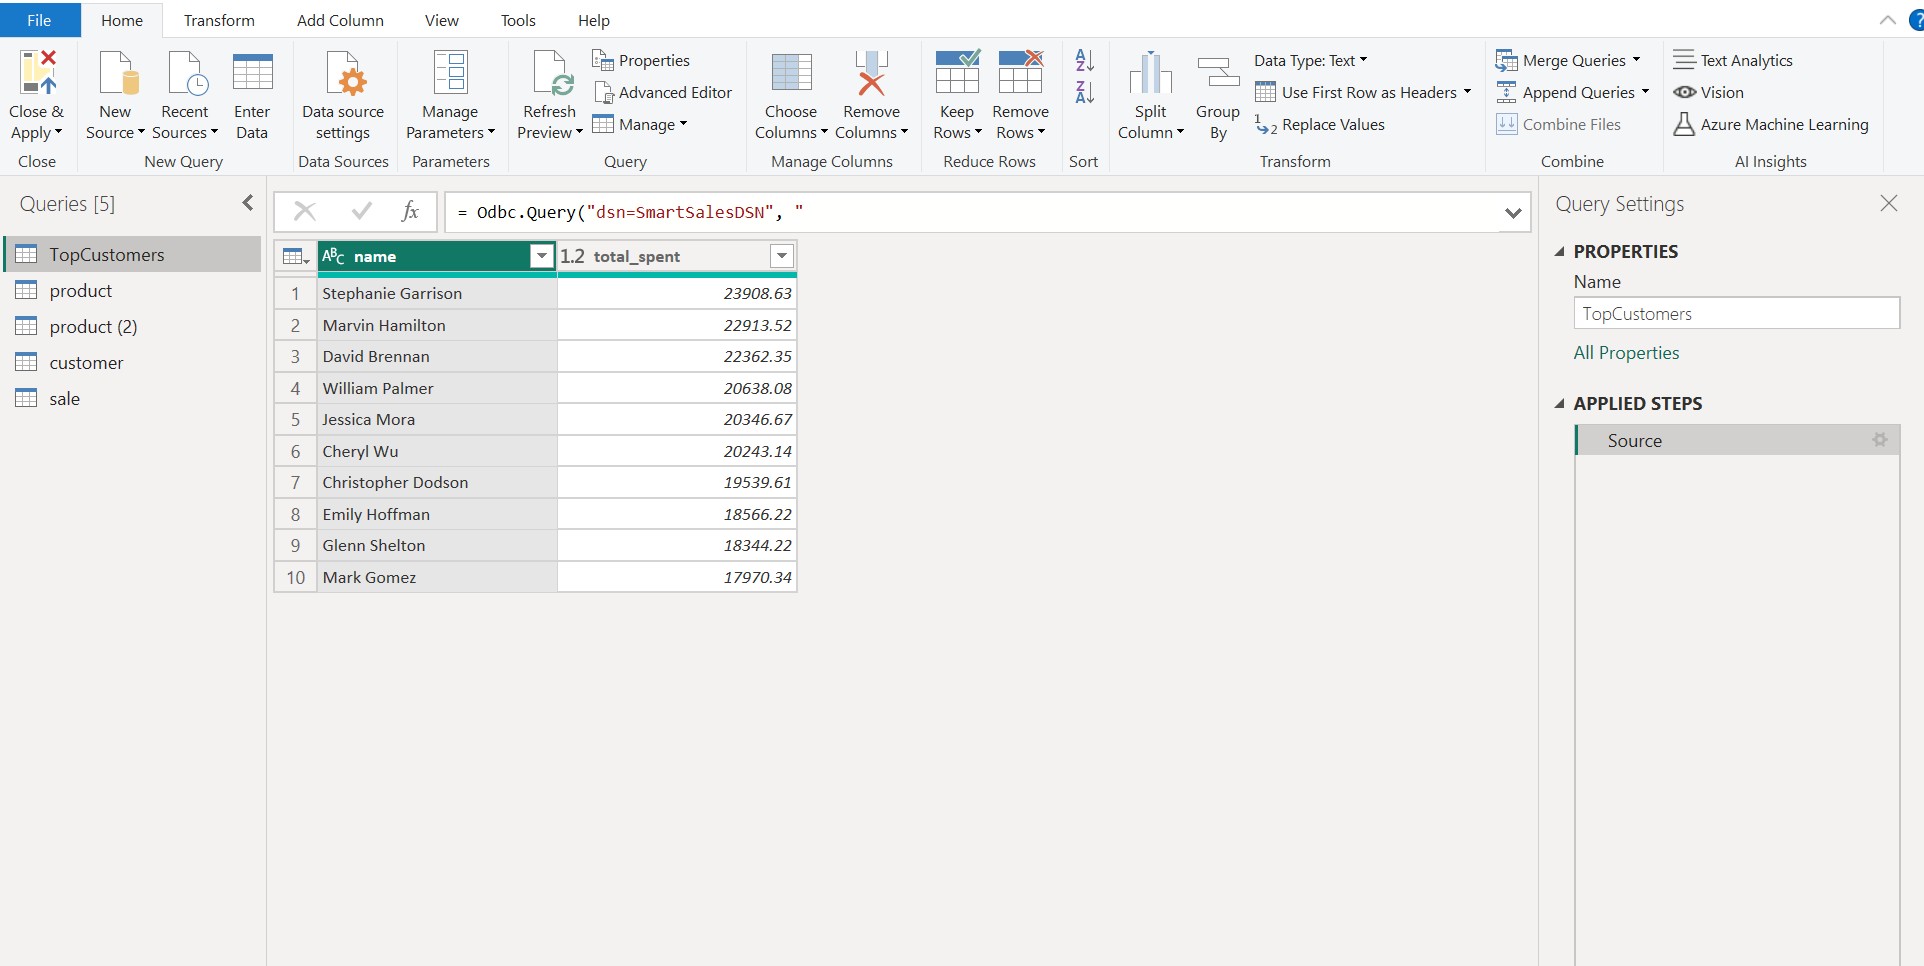 File Home Transform Add Column View Tools Help
Close & Apply
New Source
Recent Sources
Enter Data
Data source settings
Manage Parameters
Refresh Preview
Properties
Advanced Editor
Manage
Choose Columns
Remove Columns
Keep Rows
Remove Rows
A Z
Z A
Split Column
Group By
Data Type: Text
Use First Row as Headers
1 2 Replace Values
Merge Queries
Append Queries
Combine Files
Text Analytics
Vision
Azure Machine Learning
Close New Query Data Sources Parameters Query Manage Columns Reduce Rows Sort Transform Combine AI Insights
Queries [5]
TopCustomers
product
product (2)
customer
sale
fx = Odbc.Query("dsn=SmartSalesDSN", "
ABC name 1.2 total_spent
1 Stephanie Garrison 23908.63
2 Marvin Hamilton 22913.52
3 David Brennan 22362.35
4 William Palmer 20638.08
5 Jessica Mora 20346.67
6 Cheryl Wu 20243.14
7 Christopher Dodson 19539.61
8 Emily Hoffman 18566.22
9 Glenn Shelton 18344.22
10 Mark Gomez 17970.34
Query Settings
PROPERTIES
Name
TopCustomers
All Properties
APPLIED STEPS
Source